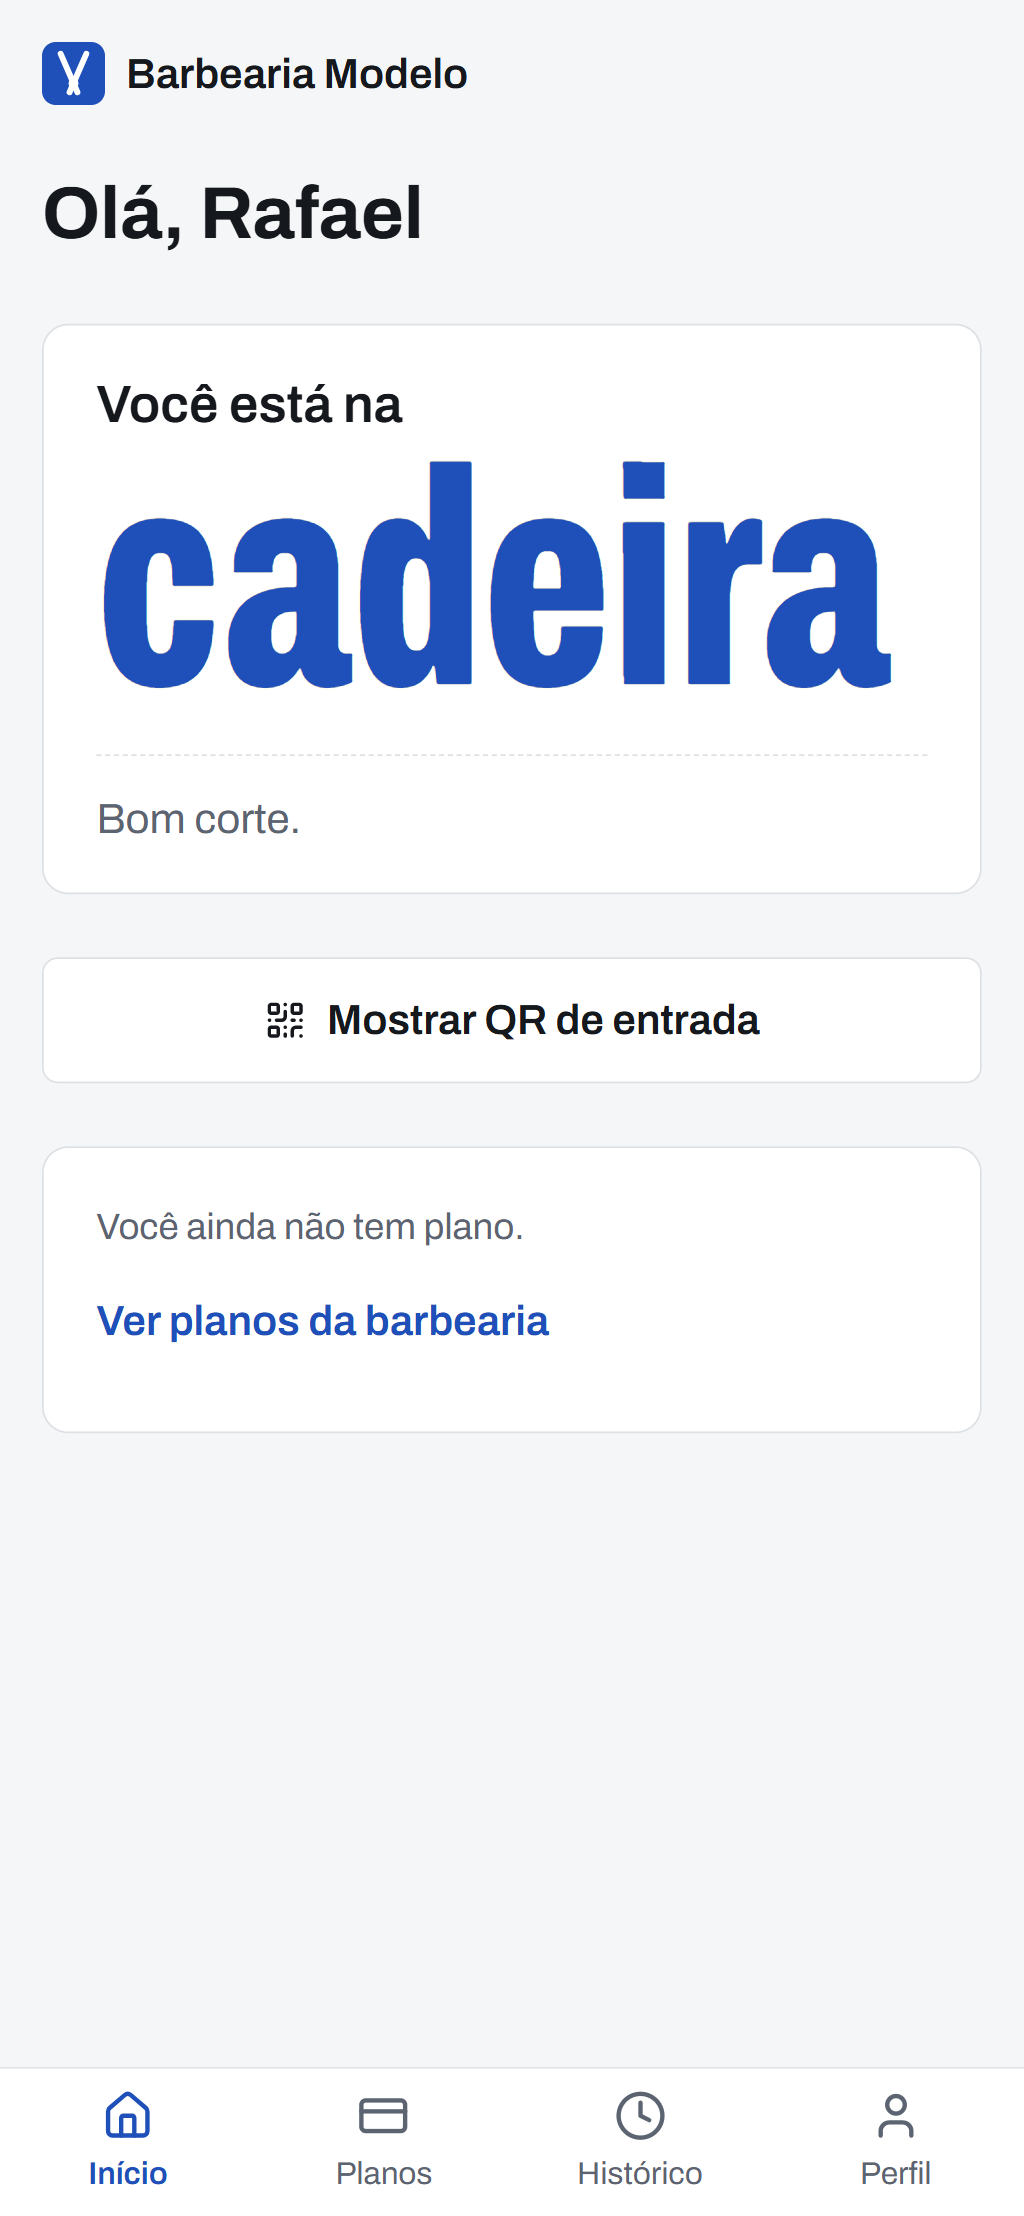 Barbearia Modelo
Olá, Rafael
Você está na
cadeira
Bom corte.
Mostrar QR de entrada
Você ainda não tem plano.
Ver planos da barbearia
Início
Planos
Histórico
Perfil